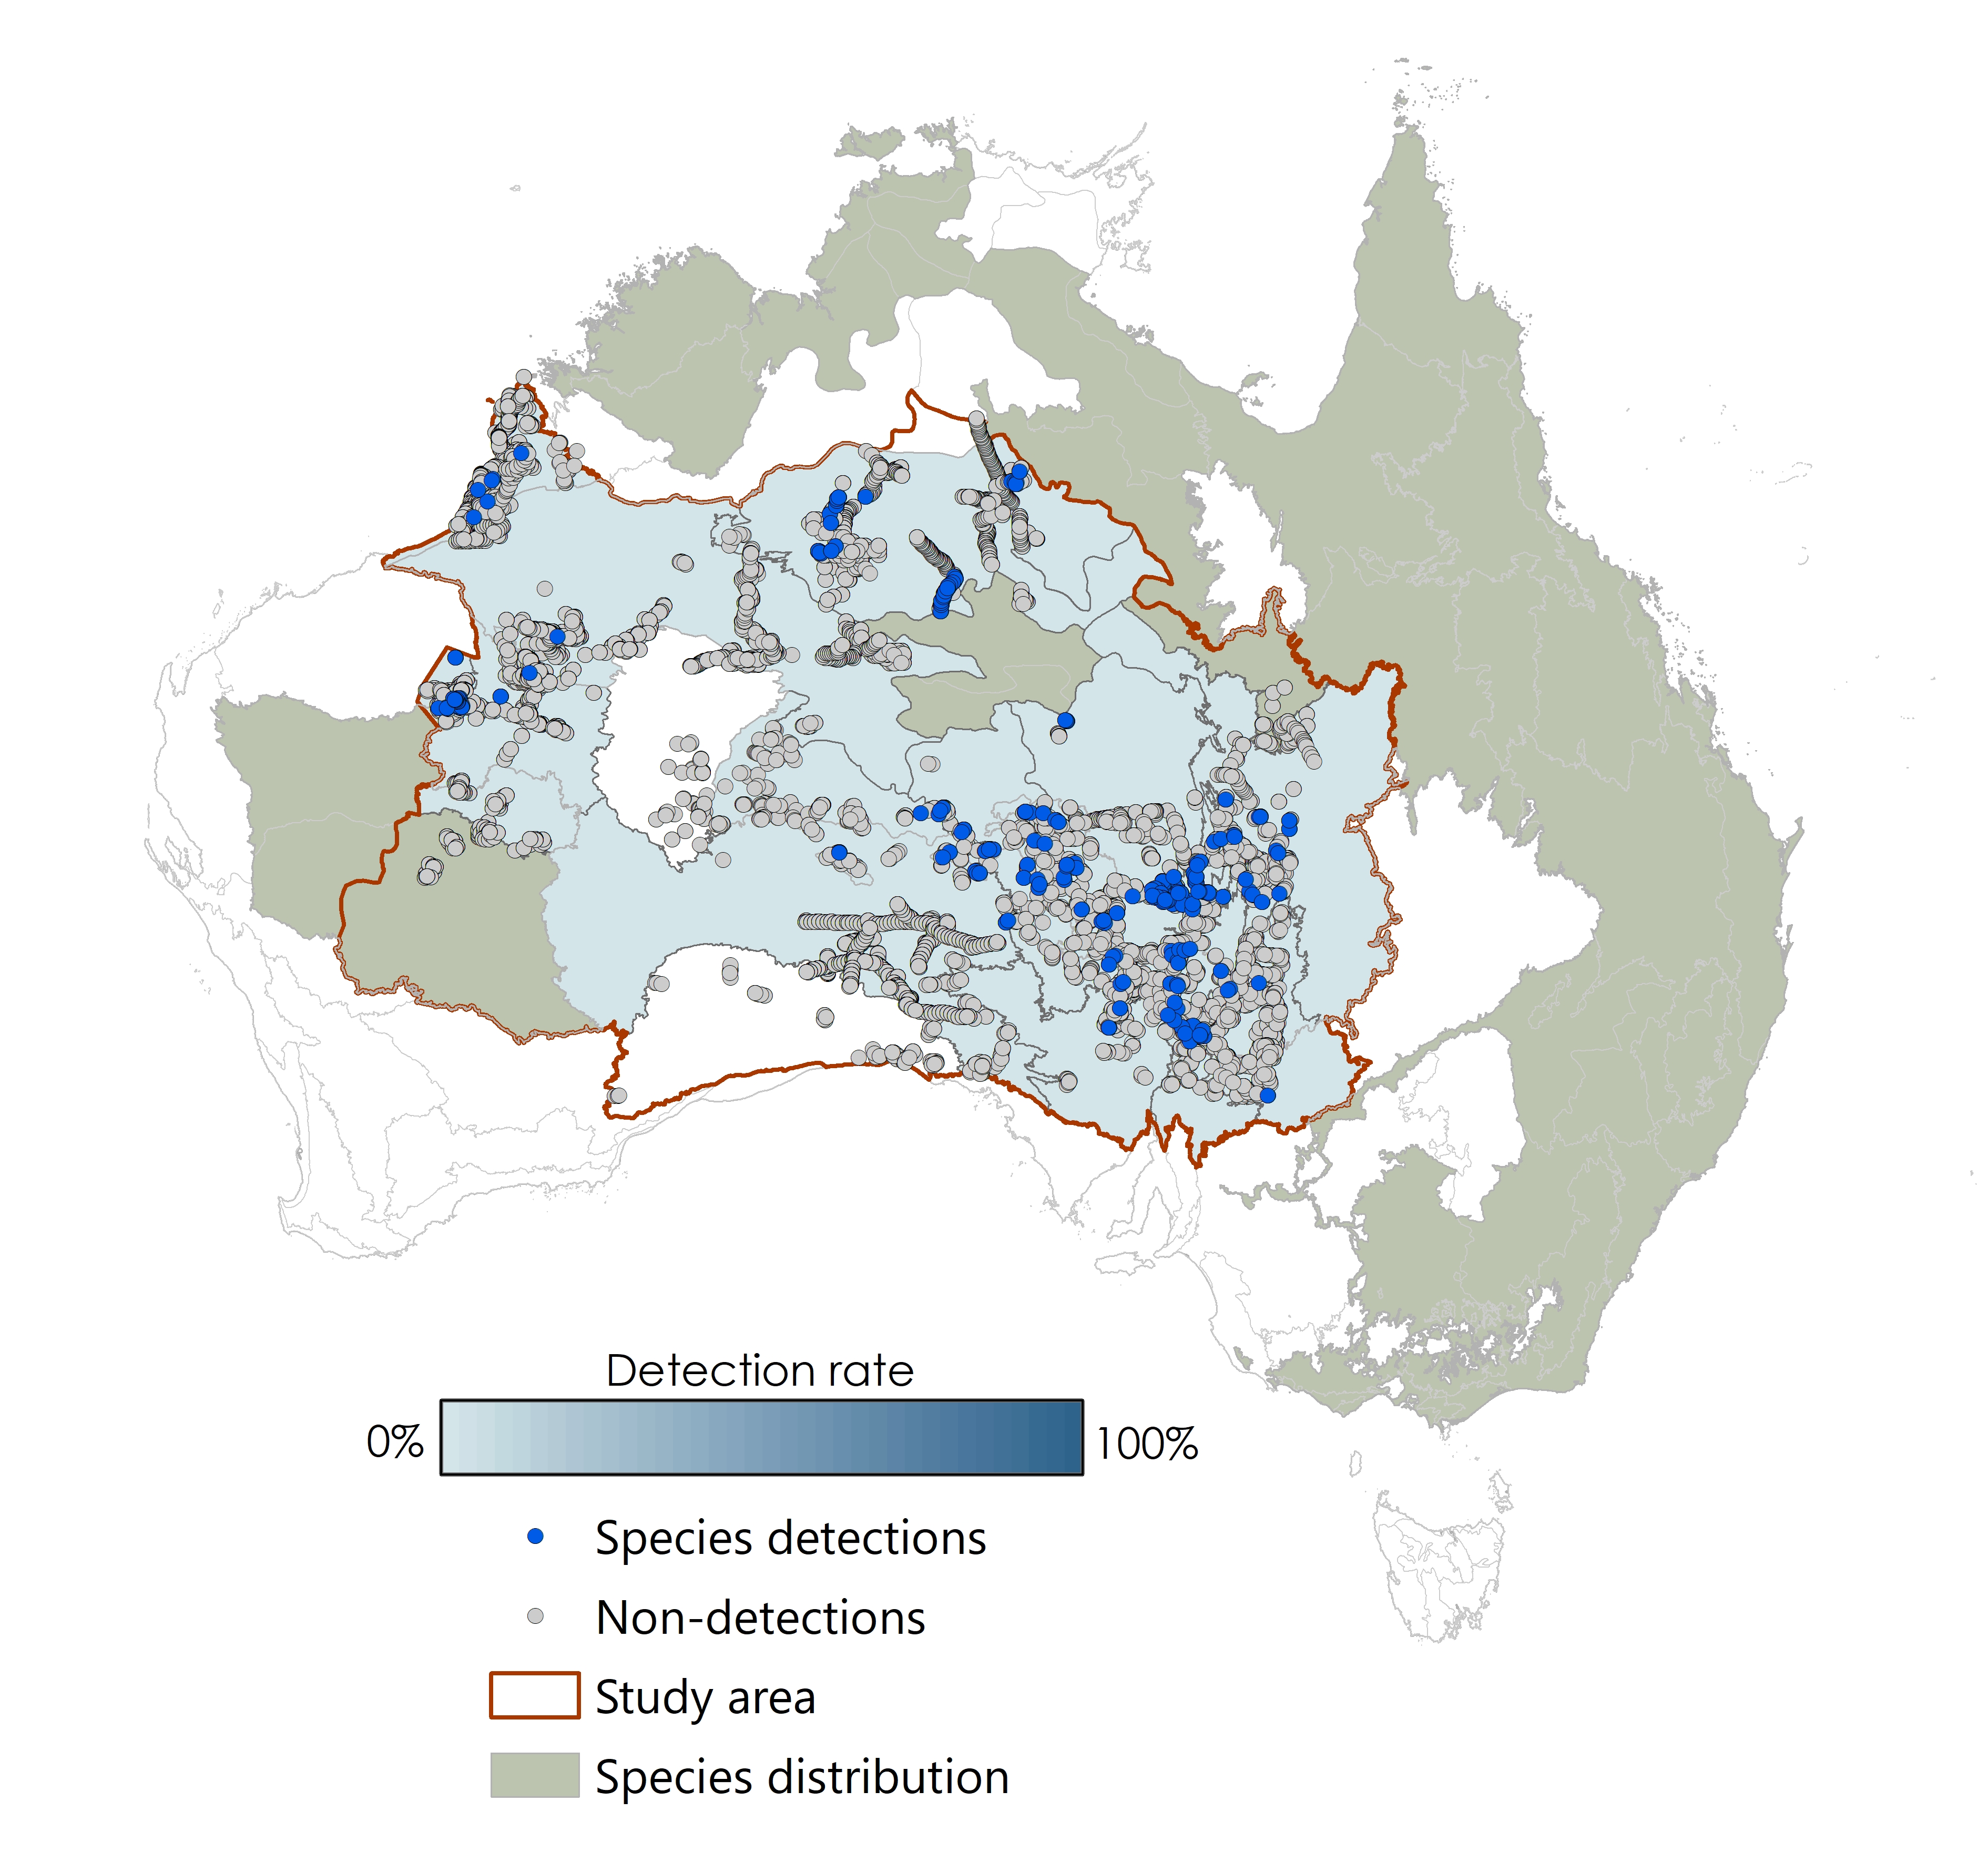 Detection rate
0%
100%
Species detections
Non-detections
Study area
Species distribution